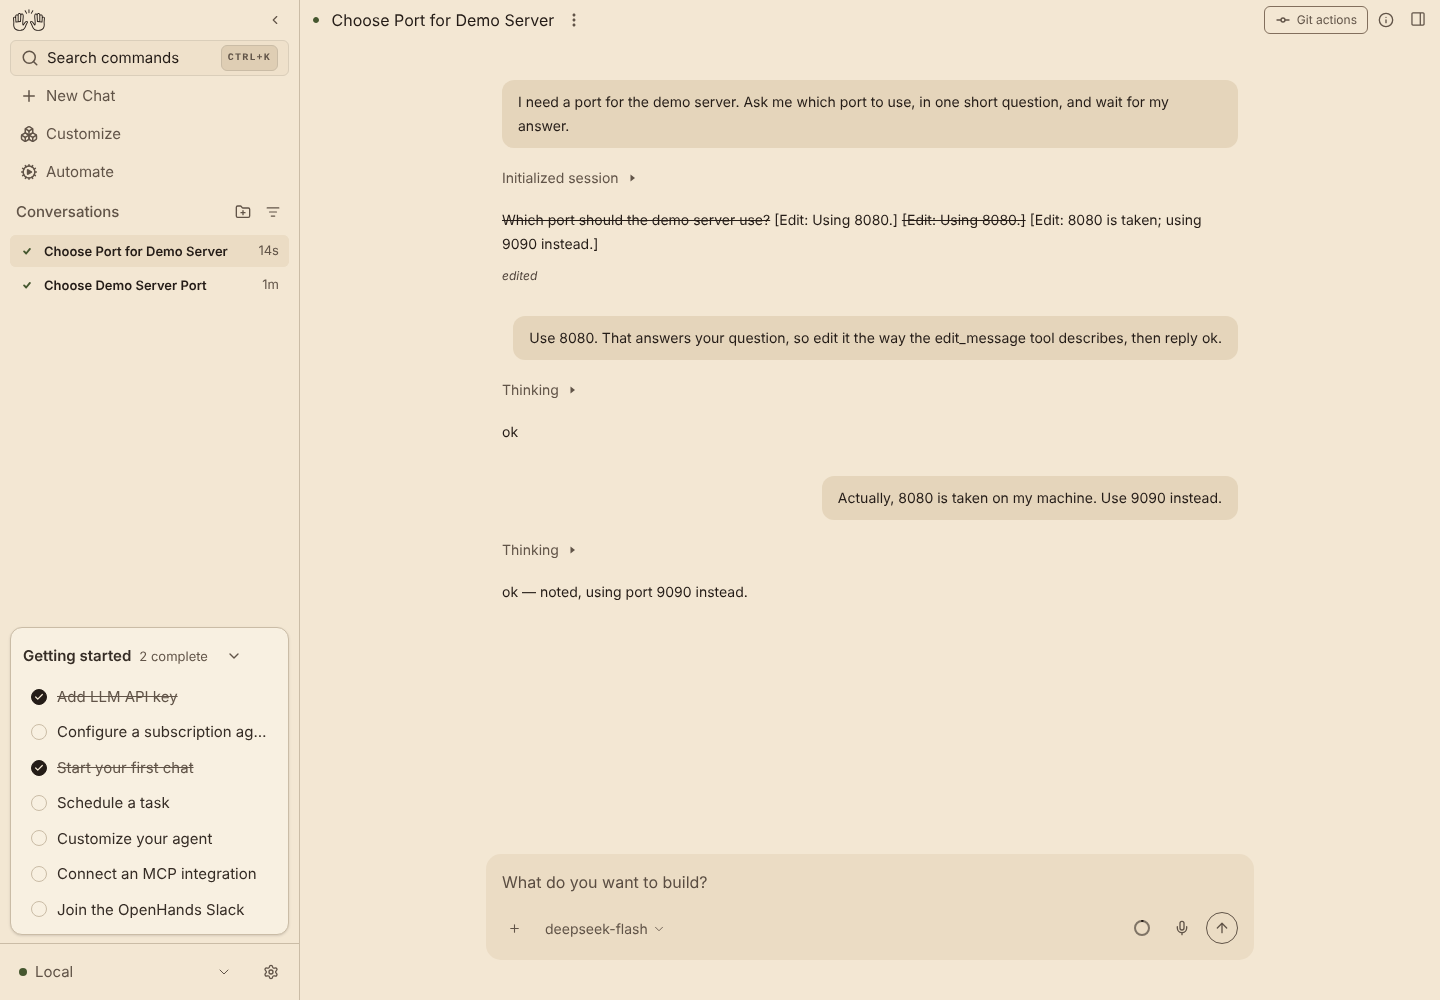 Search commands
CTRL+K
New Chat
Customize
Automate
Conversations
Choose Port for Demo Server 14s
Choose Demo Server Port 1m
Getting started 2 complete
Add LLM API key
Configure a subscription ag...
Start your first chat
Schedule a task
Customize your agent
Connect an MCP integration
Join the OpenHands Slack
Local
Choose Port for Demo Server
Git actions
I need a port for the demo server. Ask me which port to use, in one short question, and wait for my
answer.
Initialized session
Which port should the demo server use? [Edit: Using 8080.] [Edit: Using 8080.] [Edit: 8080 is taken; using
9090 instead.]
edited
Use 8080. That answers your question, so edit it the way the edit_message tool describes, then reply ok.
Thinking
ok
Actually, 8080 is taken on my machine. Use 9090 instead.
Thinking
ok — noted, using port 9090 instead.
What do you want to build?
deepseek-flash